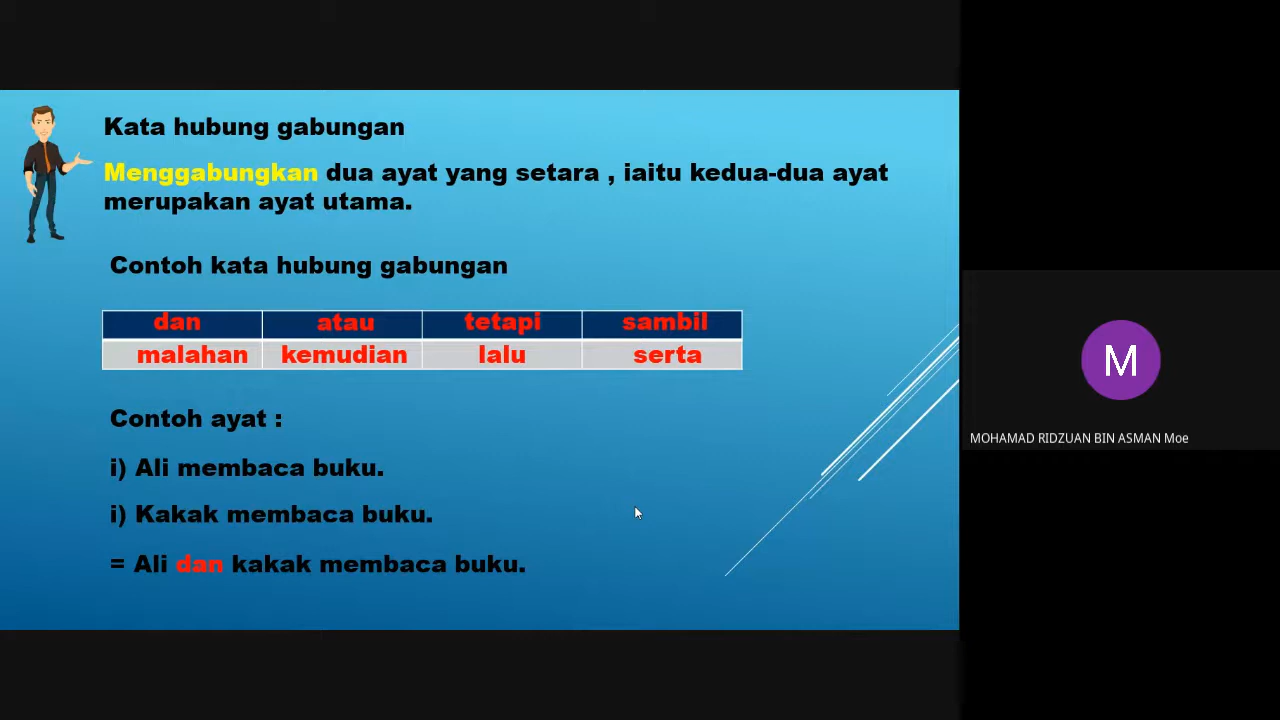 Kata hubung gabungan
Menggabungkan dua ayat yang setara , iaitu kedua-dua ayat
merupakan ayat utama.
Contoh kata hubung gabungan
dan atau tetapi sambil
malahan kemudian lalu serta
Contoh ayat :
i) Ali membaca buku.
i) Kakak membaca buku.
= Ali dan kakak membaca buku.
M
MOHAMAD RIDZUAN BIN ASMAN Moe